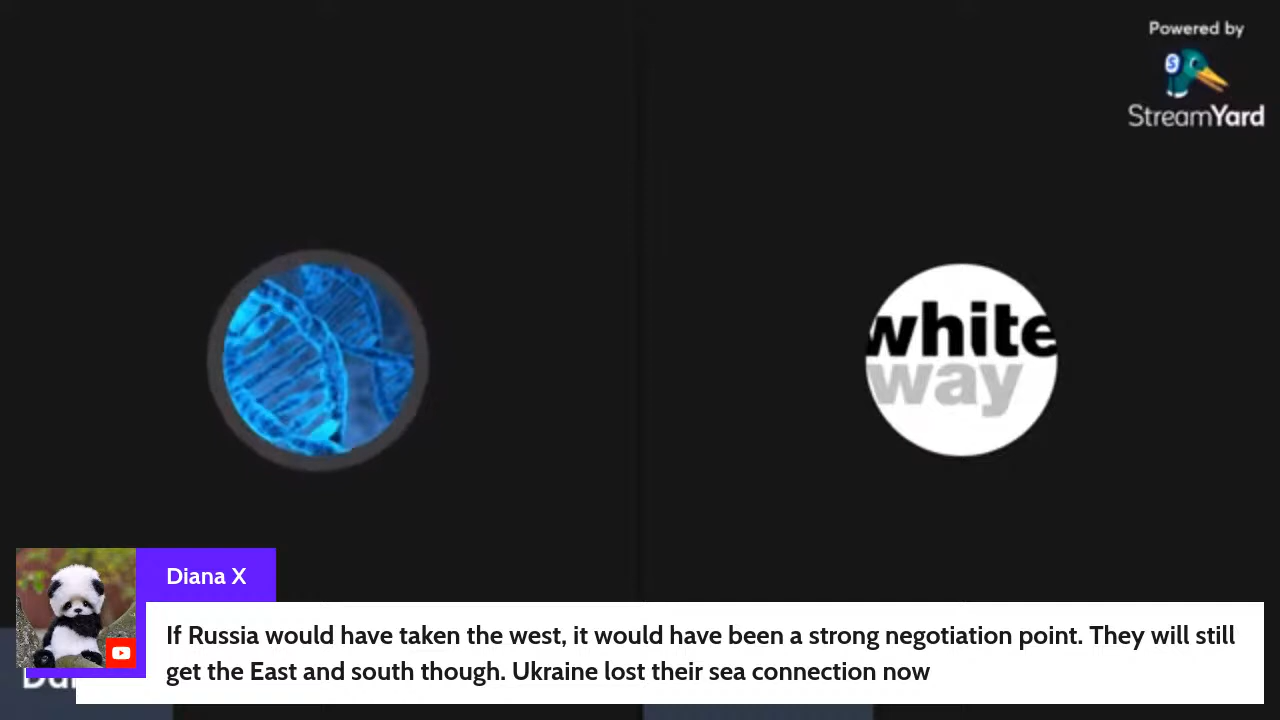 Powered by
StreamYard
white
way
Diana X
If Russia would have taken the west, it would have been a strong negotiation point. They will still
get the East and south though. Ukraine lost their sea connection now